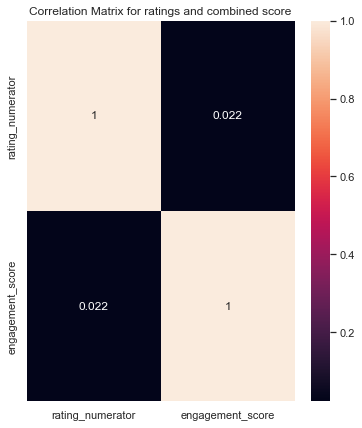 Correlation Matrix for ratings and combined score
rating_numerator
1
0.022
engagement_score
0.022
1
rating_numerator
engagement_score
1.0
0.8
0.6
0.4
0.2